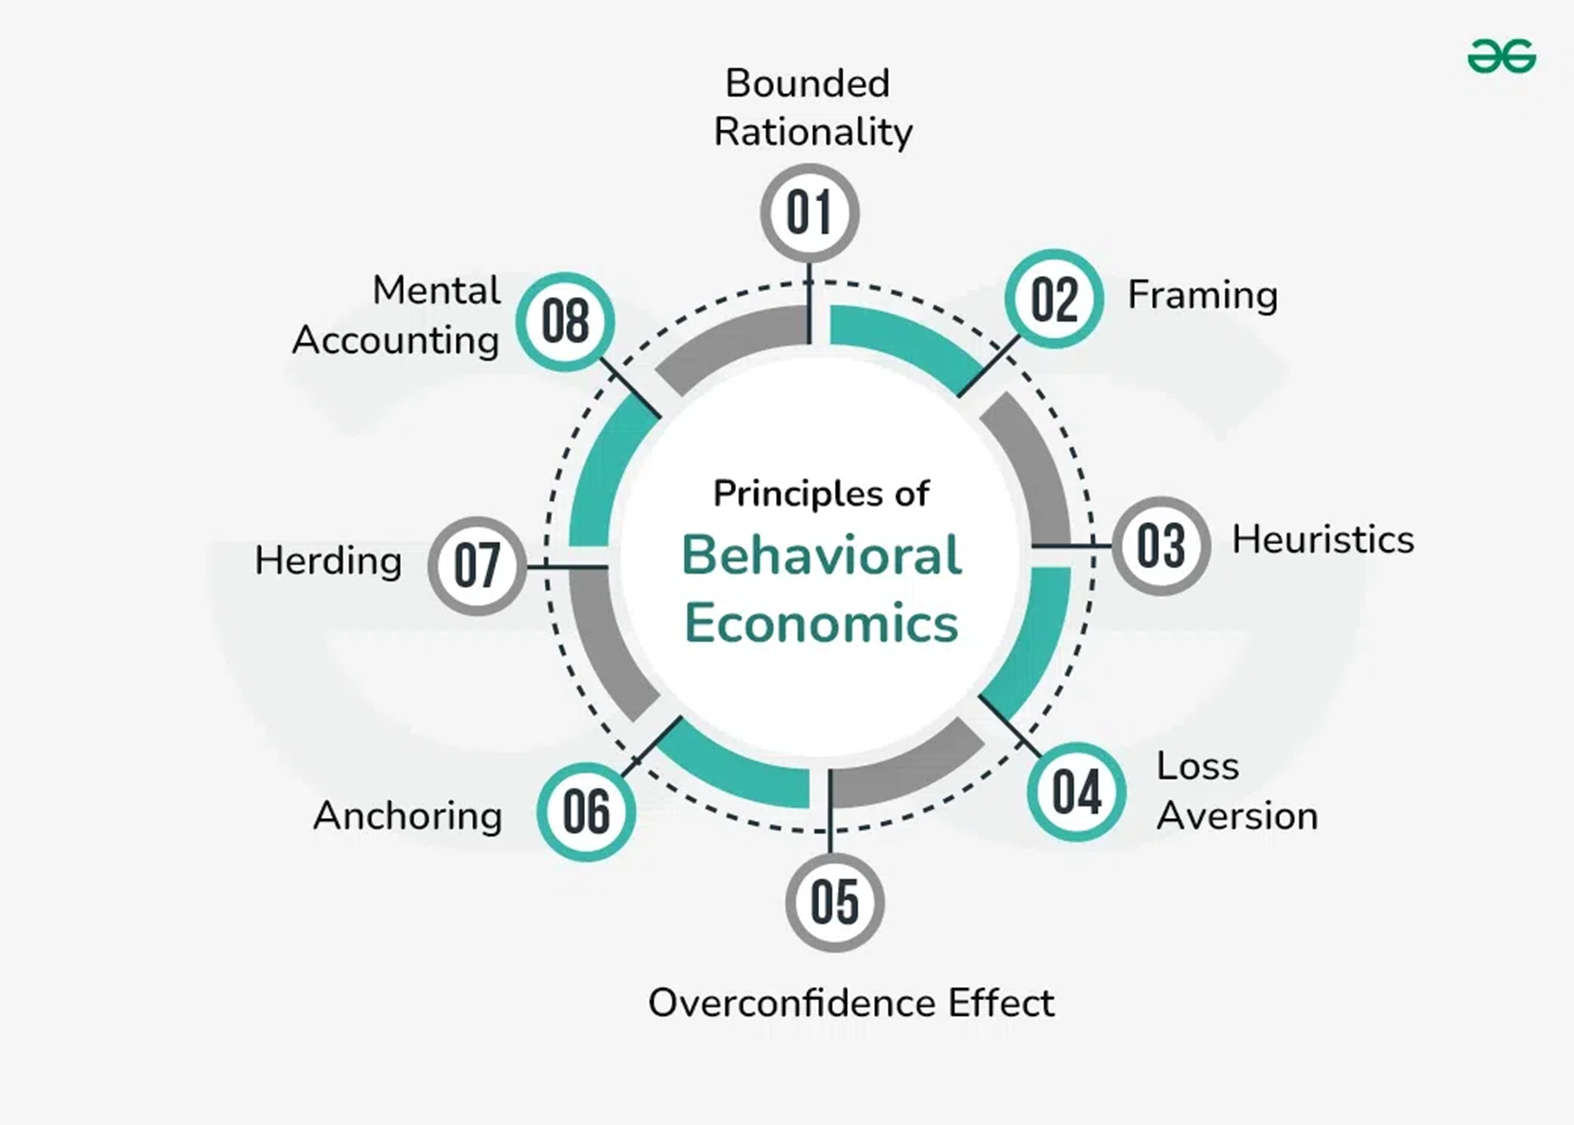 Bounded
Rationality
01
02
Framing
03
Heuristics
04
Loss
Aversion
05
Overconfidence Effect
06
Anchoring
07
Herding
08
Mental
Accounting
Principles of
Behavioral
Economics